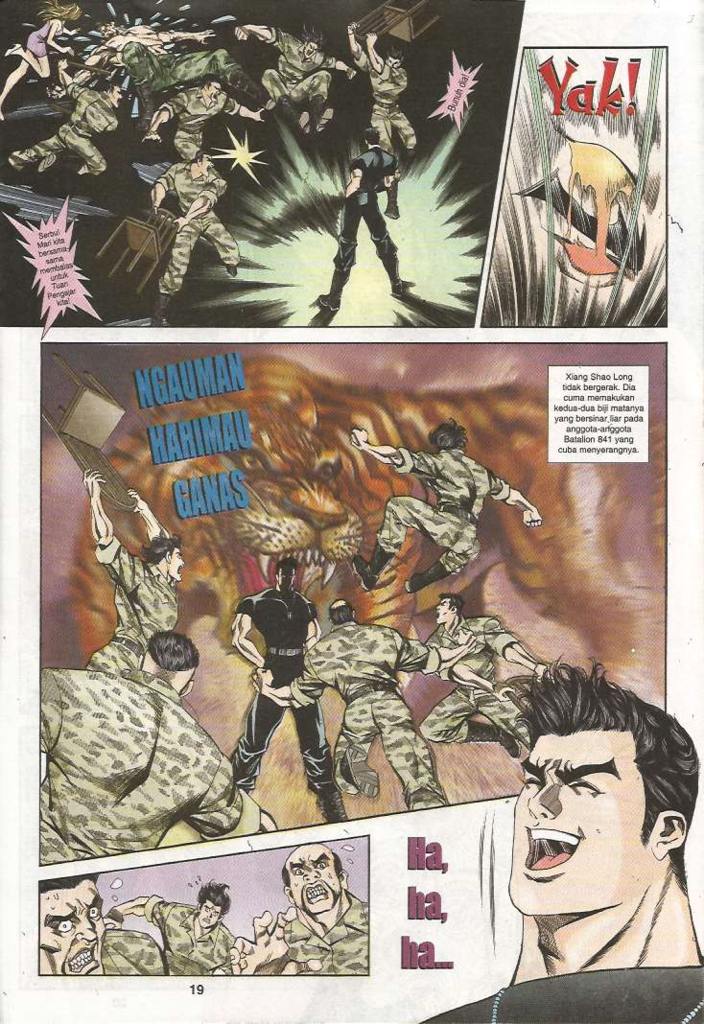 Bunuh dia!
Yak!
Serbu!
Mari kita
bersama-
sama
membalas
untuk
Tuan
Pengajar
kita!
NGAUMAN
HARIMAU
GANAS
Xiang Shao Long
tidak bergerak. Dia
cuma memakukan
kedua-dua biji matanya
yang bersinar liar pada
anggota-anggota
Batalion 841 yang
cuba menyerangnya.
Ha,
ha,
ha...
19